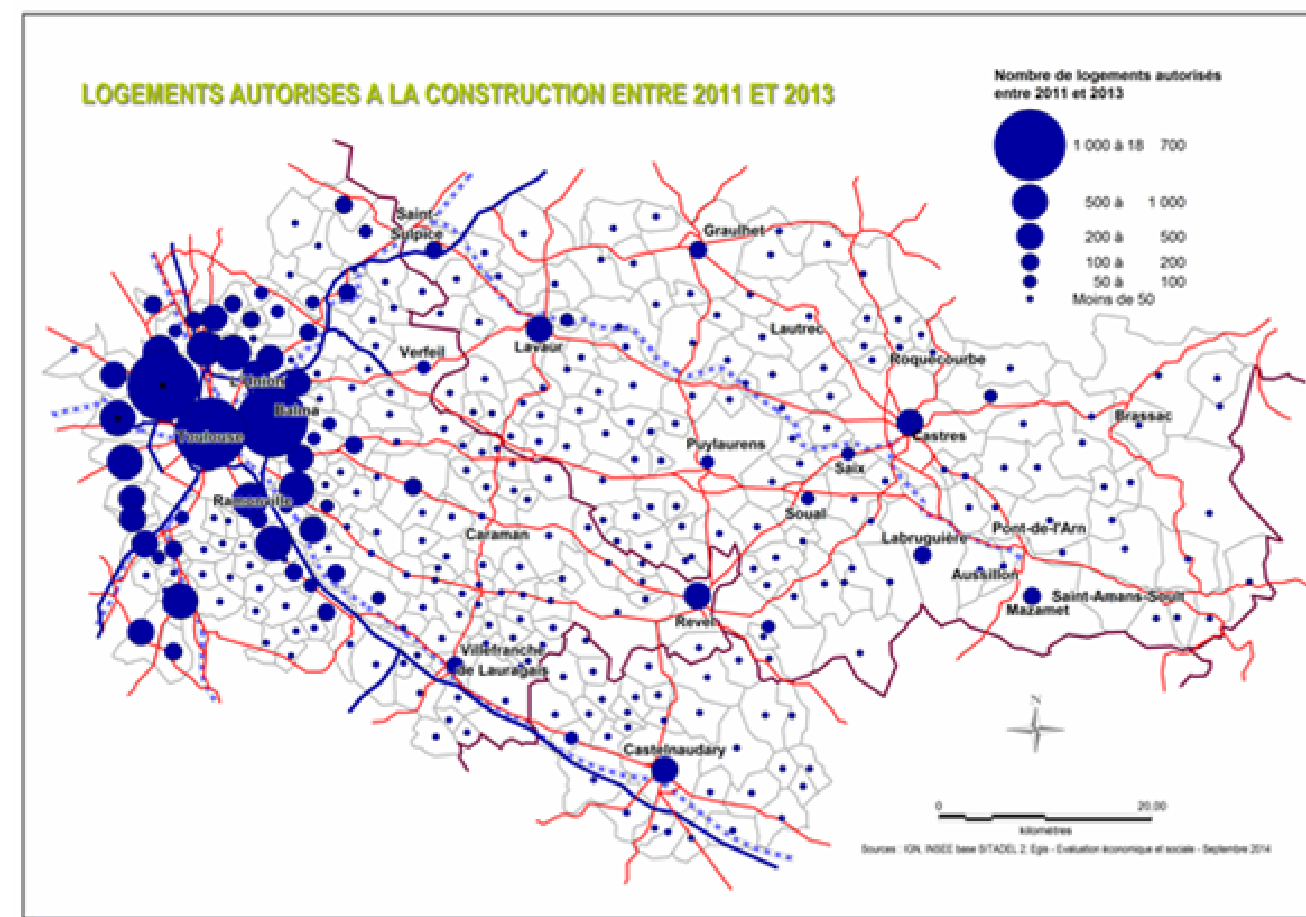 LOGEMENTS AUTORISES A LA CONSTRUCTION ENTRE 2011 ET 2013
Nombre de logements autorisés
entre 2011 et 2013
1 000 à 18 700
500 à 1 000
200 à 500
100 à 200
50 à 100
Moins de 50
Saint-
Sulpice
Graulhet
Lautrec
Roquecourbe
Verfeil
Lavaur
L'Union
Balma
Toulouse
Brassac
Castres
Puylaurens
Saix
Ramonville
Soual
Caraman
Labruguière
Pont-de-l'Arn
Aussillon
Saint-Amans-Soult
Mazamet
Revel
Villefranche
de Lauragais
Castelnaudary
N
0 20,00
kilomètres
Sources : IGN, INSEE base SITADEL 2, Egis - Evaluation économique et sociale - Septembre 2014